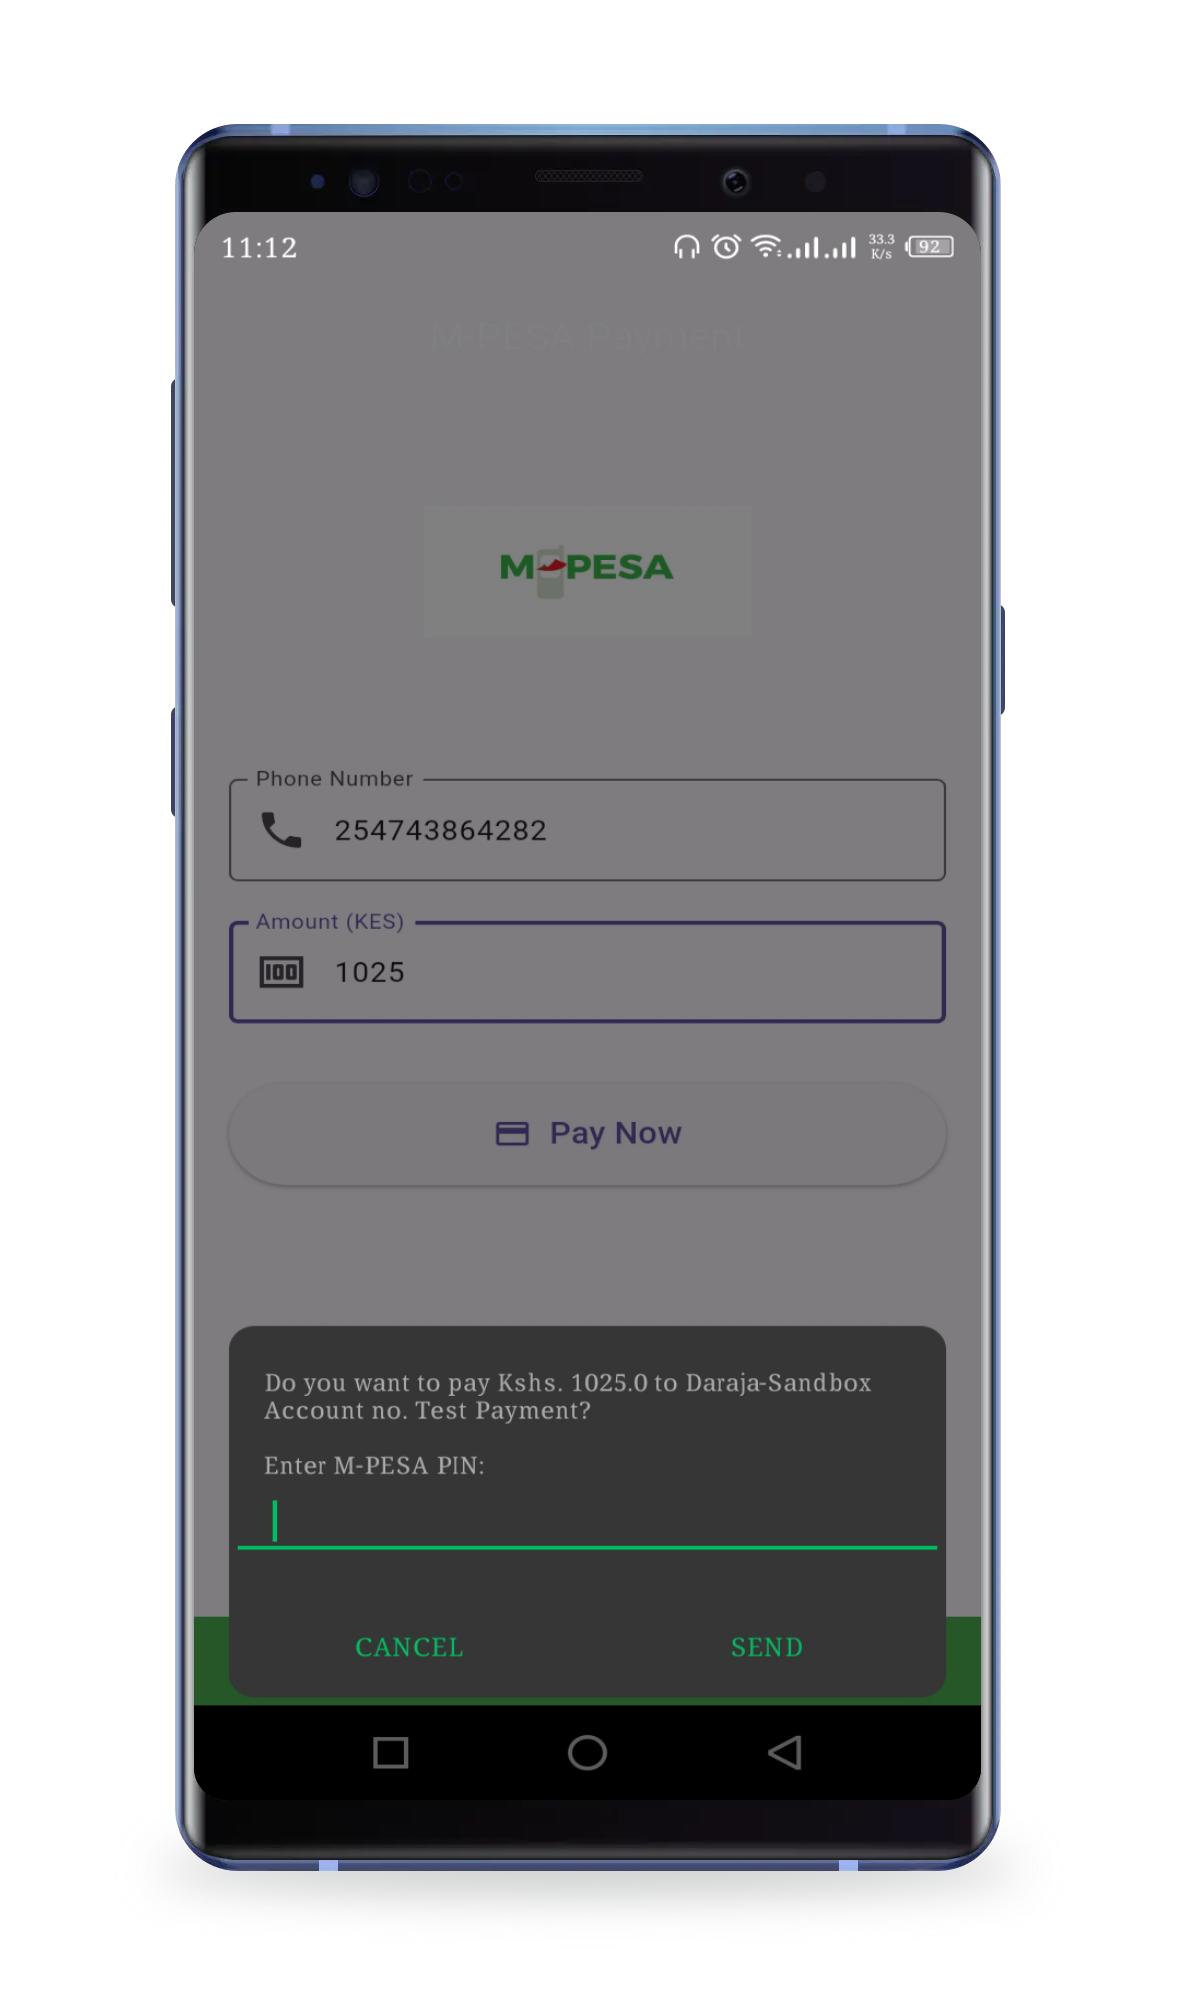 11:12
33.3
K/s
92
M-PESA Payment
M-PESA
Phone Number
254743864282
Amount (KES)
100
1025
Pay Now
Do you want to pay Kshs. 1025.0 to Daraja-Sandbox
Account no. Test Payment?
Enter M-PESA PIN:
CANCEL
SEND